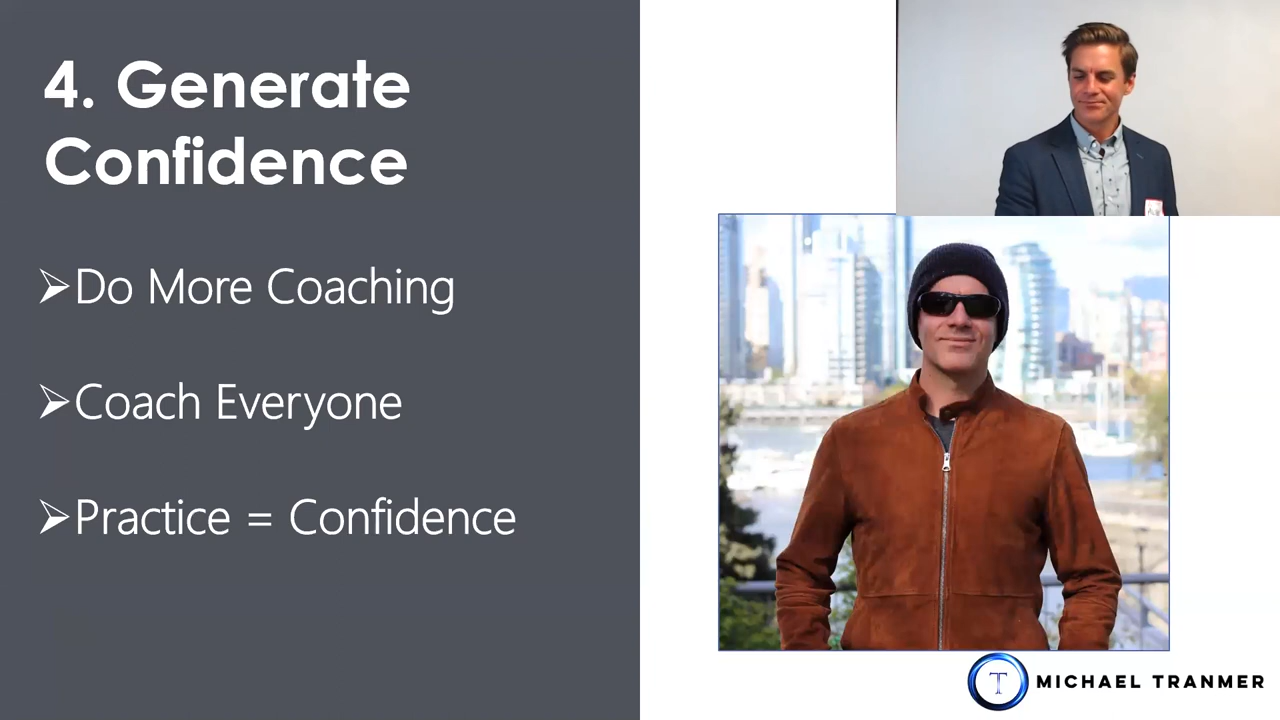 4. Generate
Confidence
➢Do More Coaching
➢Coach Everyone
➢Practice = Confidence
T
MICHAEL TRANMER